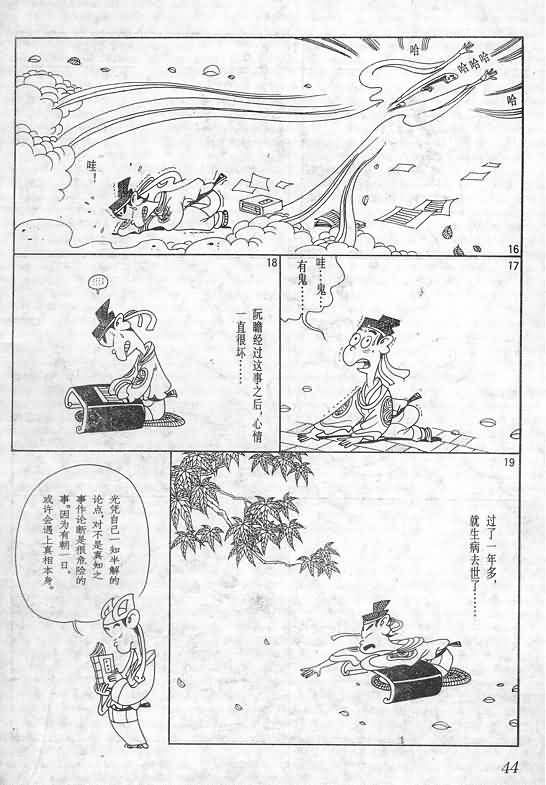 哈
哈哈哈
哈
哇！
16
哇…鬼
有鬼………
17
18
………
阮瞻经过这事之后，心情
一直很坏……
19
过了一年多，
就生病去世了……
光凭自己一知半解的
论点，对不是真知之
事作论断是很危险的
事。因为有朝一日，
或许会遇上真相本身。
44